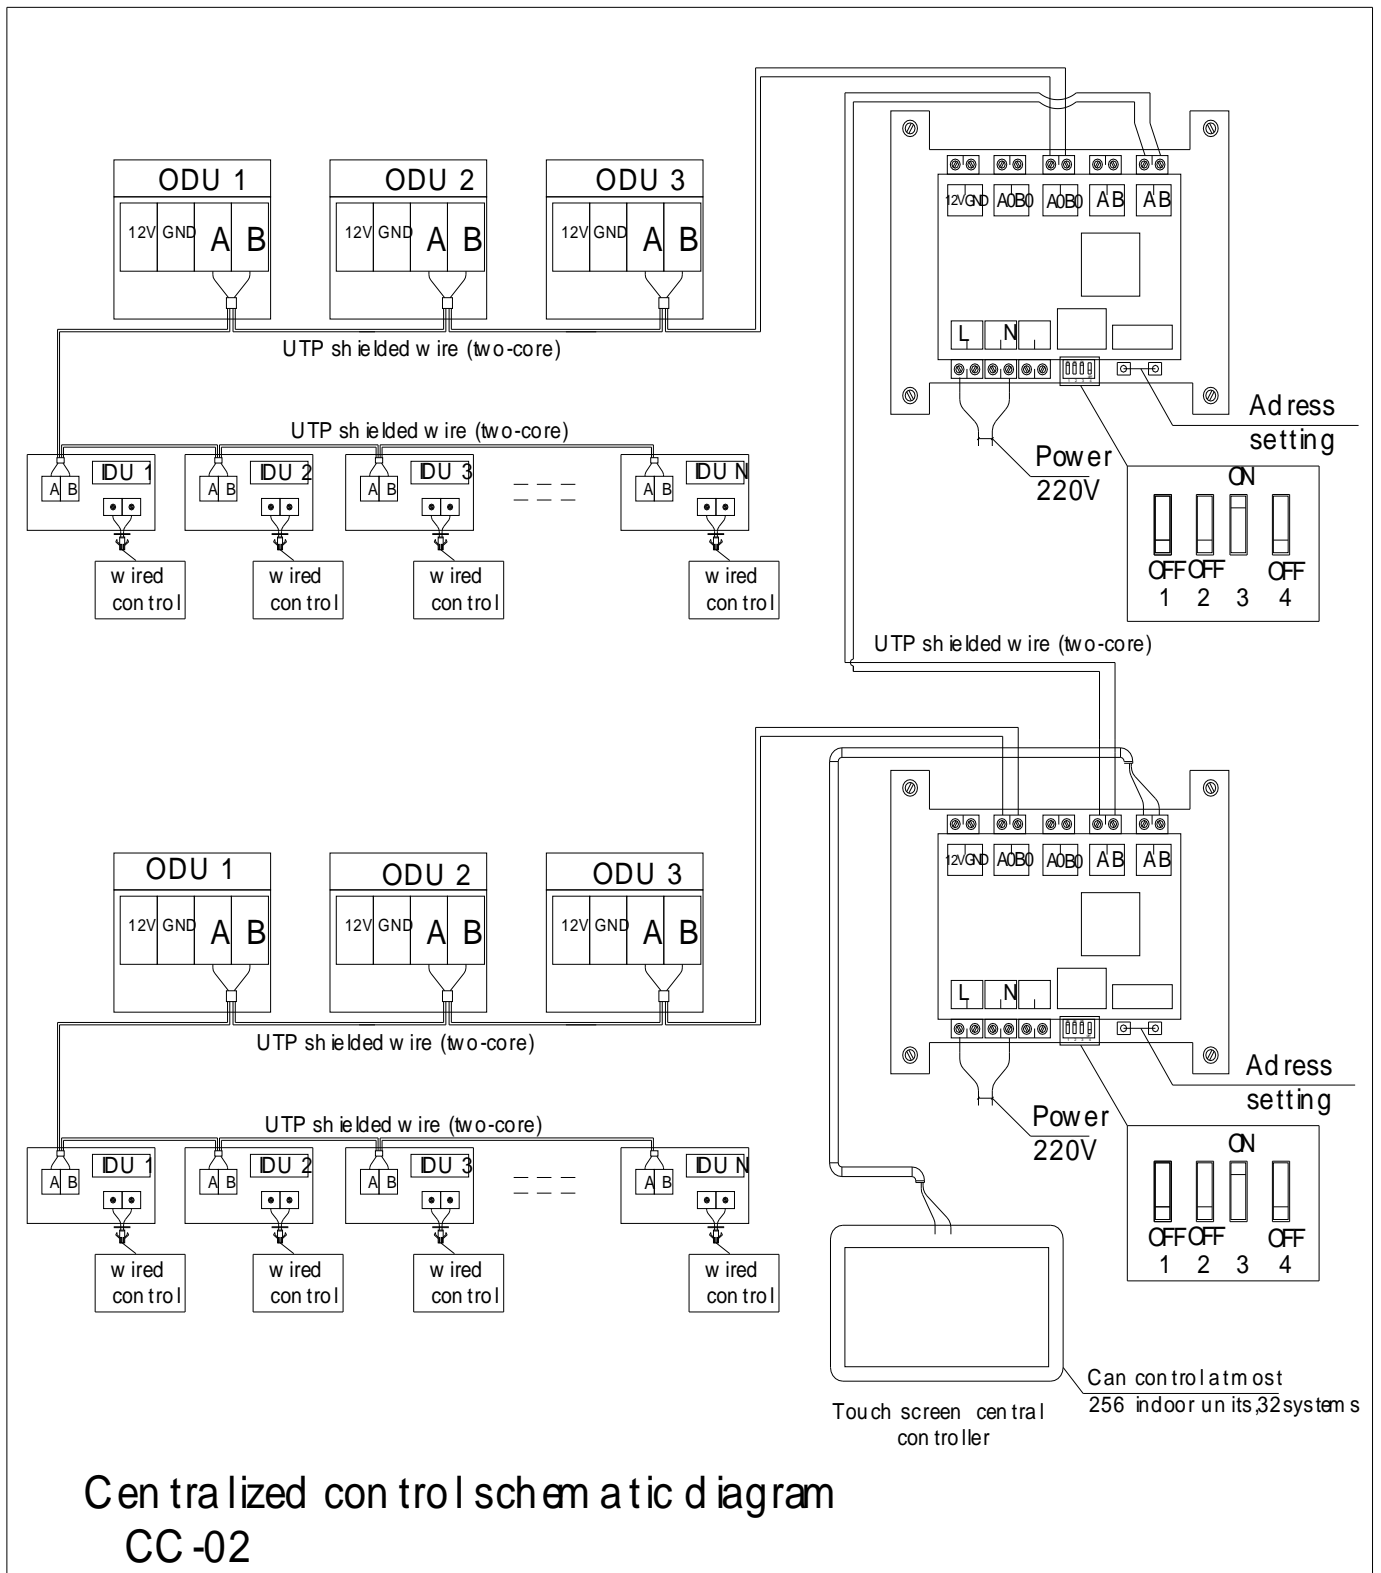 ODU 1
ODU 2
ODU 3
12V GND A B
12V GND A B
12V GND A B
UTP shielded wire (two-core)
12V GND A0B0 A0B0 A B A B
L N
Adress
setting
Power
220V
ON
OFF OFF OFF
1 2 3 4
UTP shielded wire (two-core)
A B IDU 1
A B IDU 2
A B IDU 3
A B IDU N
wired
control
wired
control
wired
control
wired
control
UTP shielded wire (two-core)
ODU 1
ODU 2
ODU 3
12V GND A B
12V GND A B
12V GND A B
UTP shielded wire (two-core)
12V GND A0B0 A0B0 A B A B
L N
Adress
setting
Power
220V
ON
OFF OFF OFF
1 2 3 4
UTP shielded wire (two-core)
A B IDU 1
A B IDU 2
A B IDU 3
A B IDU N
wired
control
wired
control
wired
control
wired
control
Can control at most
256 indoor units,32systems
Touch screen central
controller
Centralized control schematic diagram
CC-02